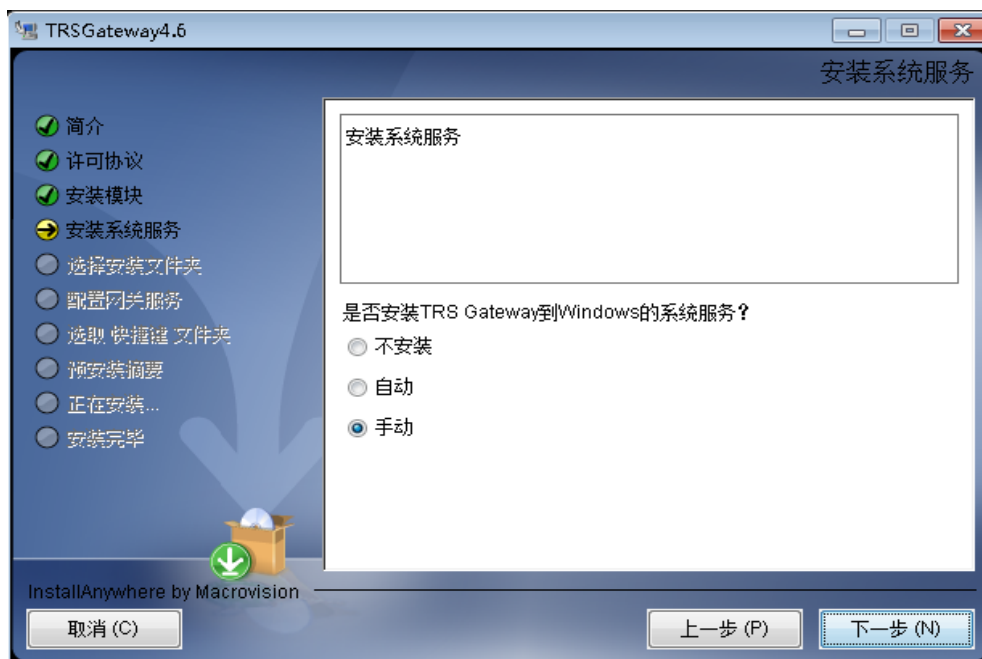 TRSGateway4.6
安装系统服务
简介
许可协议
安装模块
安装系统服务
选择安装文件夹
配置网关服务
选取 快捷键 文件夹
预安装摘要
正在安装...
安装完毕
安装系统服务
是否安装TRS Gateway到Windows的系统服务?
不安装
自动
手动
InstallAnywhere by Macrovision
取消 (C)
上一步 (P)
下一步 (N)